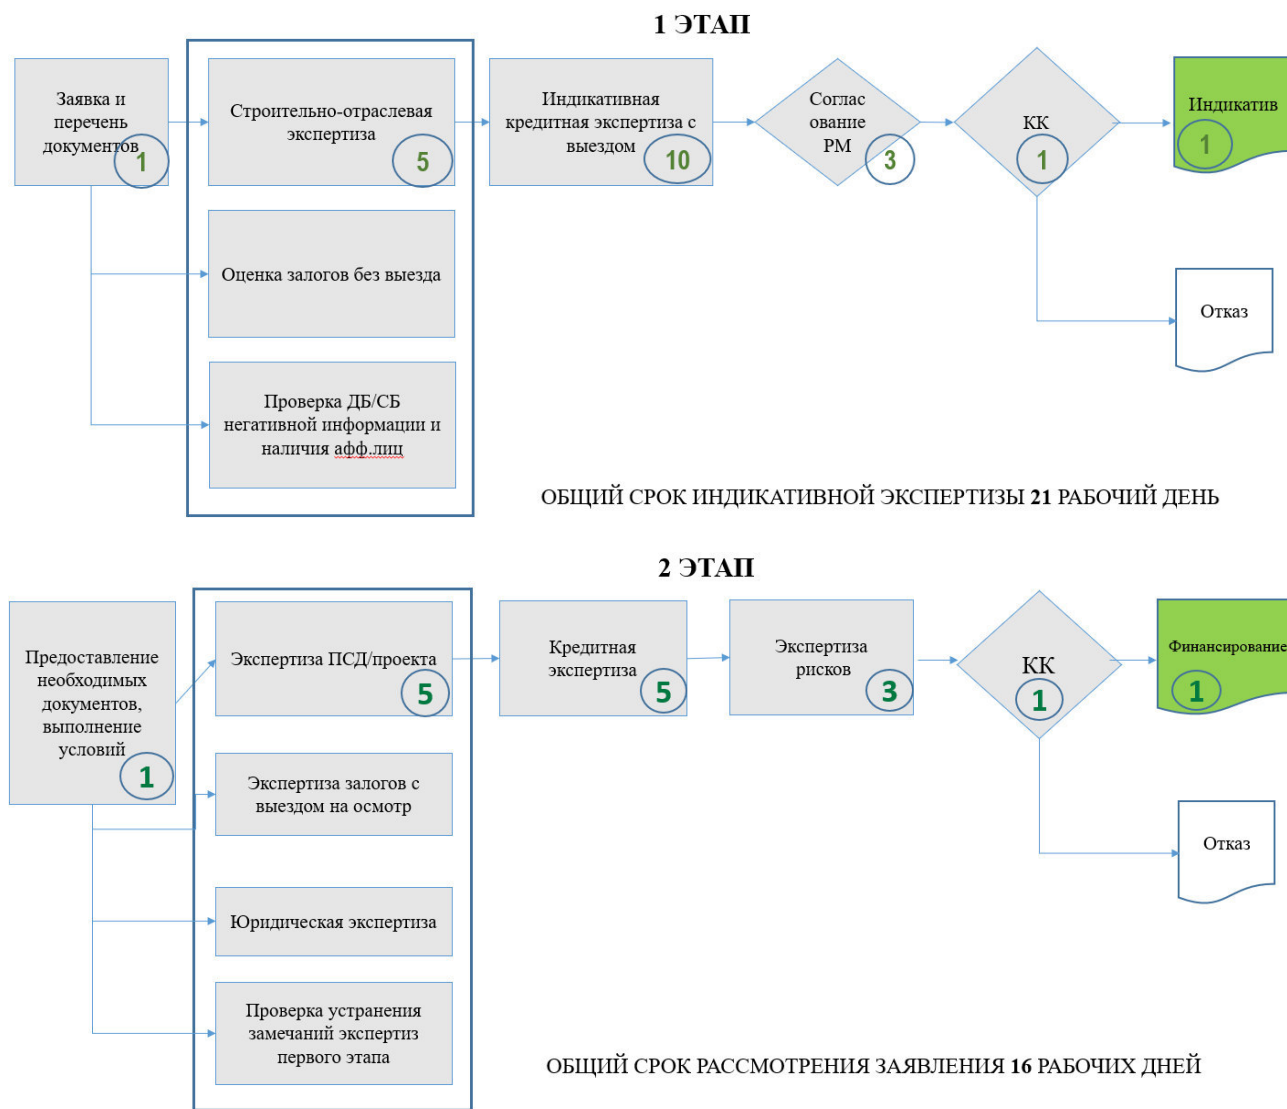 1 ЭТАП
Заявка и
перечень
документов
1
Строительно-отраслевая
экспертиза
5
Индикативная
кредитная экспертиза с
выездом
10
Соглас
ование
РМ
3
КК
1
Индикатив
1
Оценка залогов без выезда
Отказ
Проверка ДБ/СБ
негативной информации и
наличия афф.лиц
ОБЩИЙ СРОК ИНДИКАТИВНОЙ ЭКСПЕРТИЗЫ 21 РАБОЧИЙ ДЕНЬ
2 ЭТАП
Предоставление
необходимых
документов,
выполнение
условий
1
Экспертиза ПСД/проекта
5
Кредитная
экспертиза
5
Экспертиза
рисков
3
КК
1
Финансирование
1
Экспертиза залогов с
выездом на осмотр
Отказ
Юридическая экспертиза
Проверка устранения
замечаний экспертиз
первого этапа
ОБЩИЙ СРОК РАССМОТРЕНИЯ ЗАЯВЛЕНИЯ 16 РАБОЧИХ ДНЕЙ